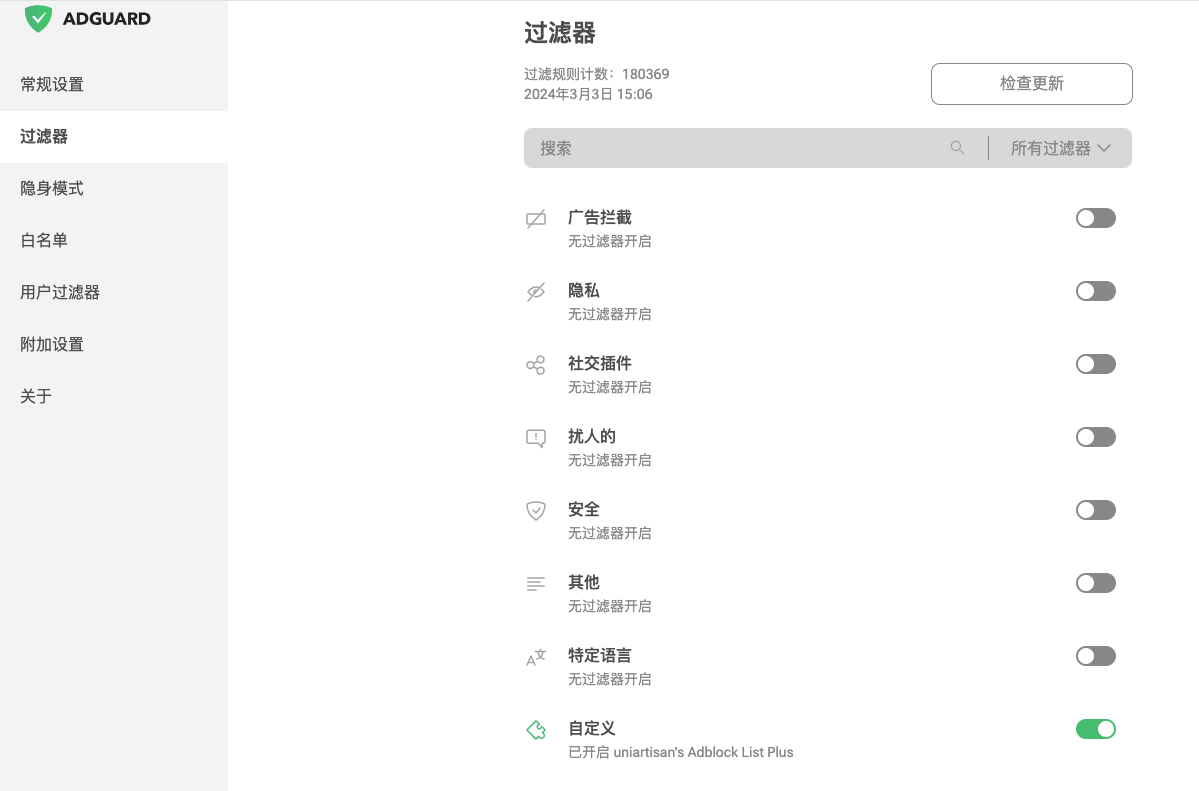 ADGUARD
常规设置
过滤器
隐身模式
白名单
用户过滤器
附加设置
关于
过滤器
过滤规则计数：180369
2024年3月3日 15:06
检查更新
搜索
所有过滤器
广告拦截
无过滤器开启
隐私
无过滤器开启
社交插件
无过滤器开启
扰人的
无过滤器开启
安全
无过滤器开启
其他
无过滤器开启
特定语言
无过滤器开启
自定义
已开启 uniartisan's Adblock List Plus